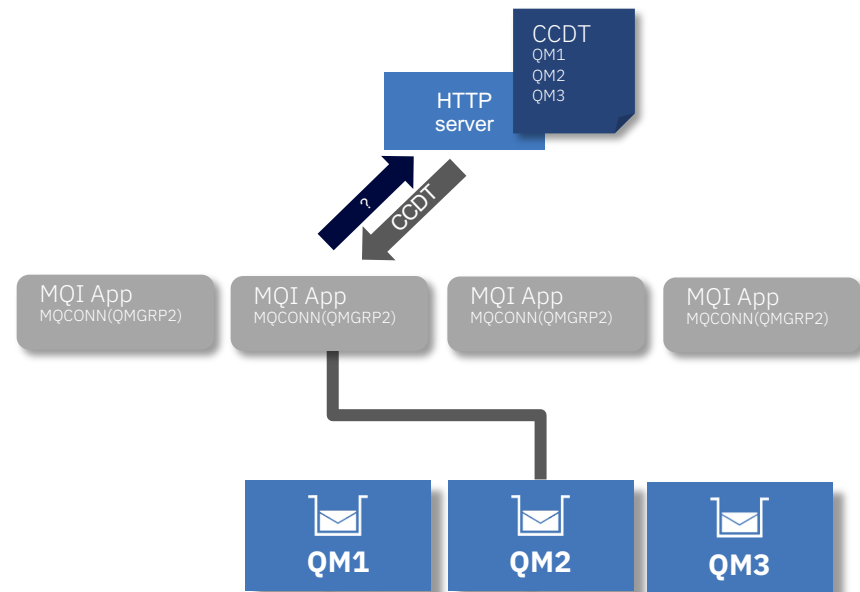 CCDT
QM1
QM2
QM3
HTTP
server
?
CCDT
MQI App
MQCONN(QMGRP2)
MQI App
MQCONN(QMGRP2)
MQI App
MQCONN(QMGRP2)
MQI App
MQCONN(QMGRP2)
QM1
QM2
QM3